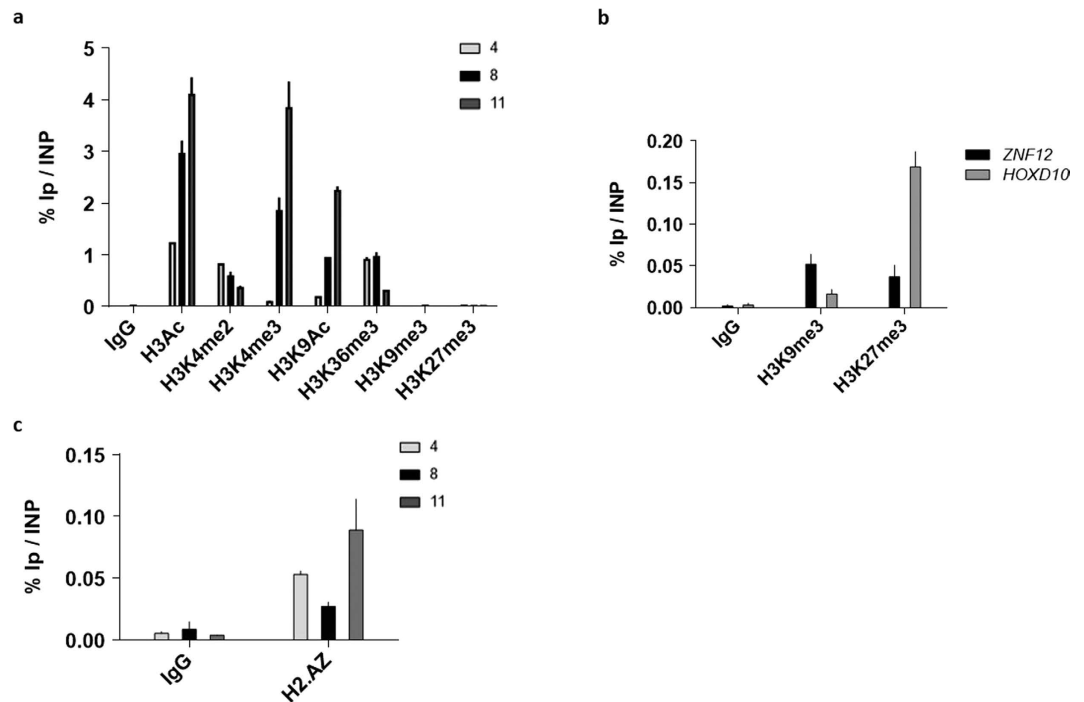 a
% Ip / INP
5
4
3
2
1
0
4
8
11
IgG
H3Ac
H3K4me2
H3K4me3
H3K9Ac
H3K36me3
H3K9me3
H3K27me3
b
% Ip / INP
0.20
0.15
0.10
0.05
0.00
ZNF12
HOXD10
IgG
H3K9me3
H3K27me3
c
% Ip / INP
0.15
0.10
0.05
0.00
4
8
11
IgG
H2.AZ